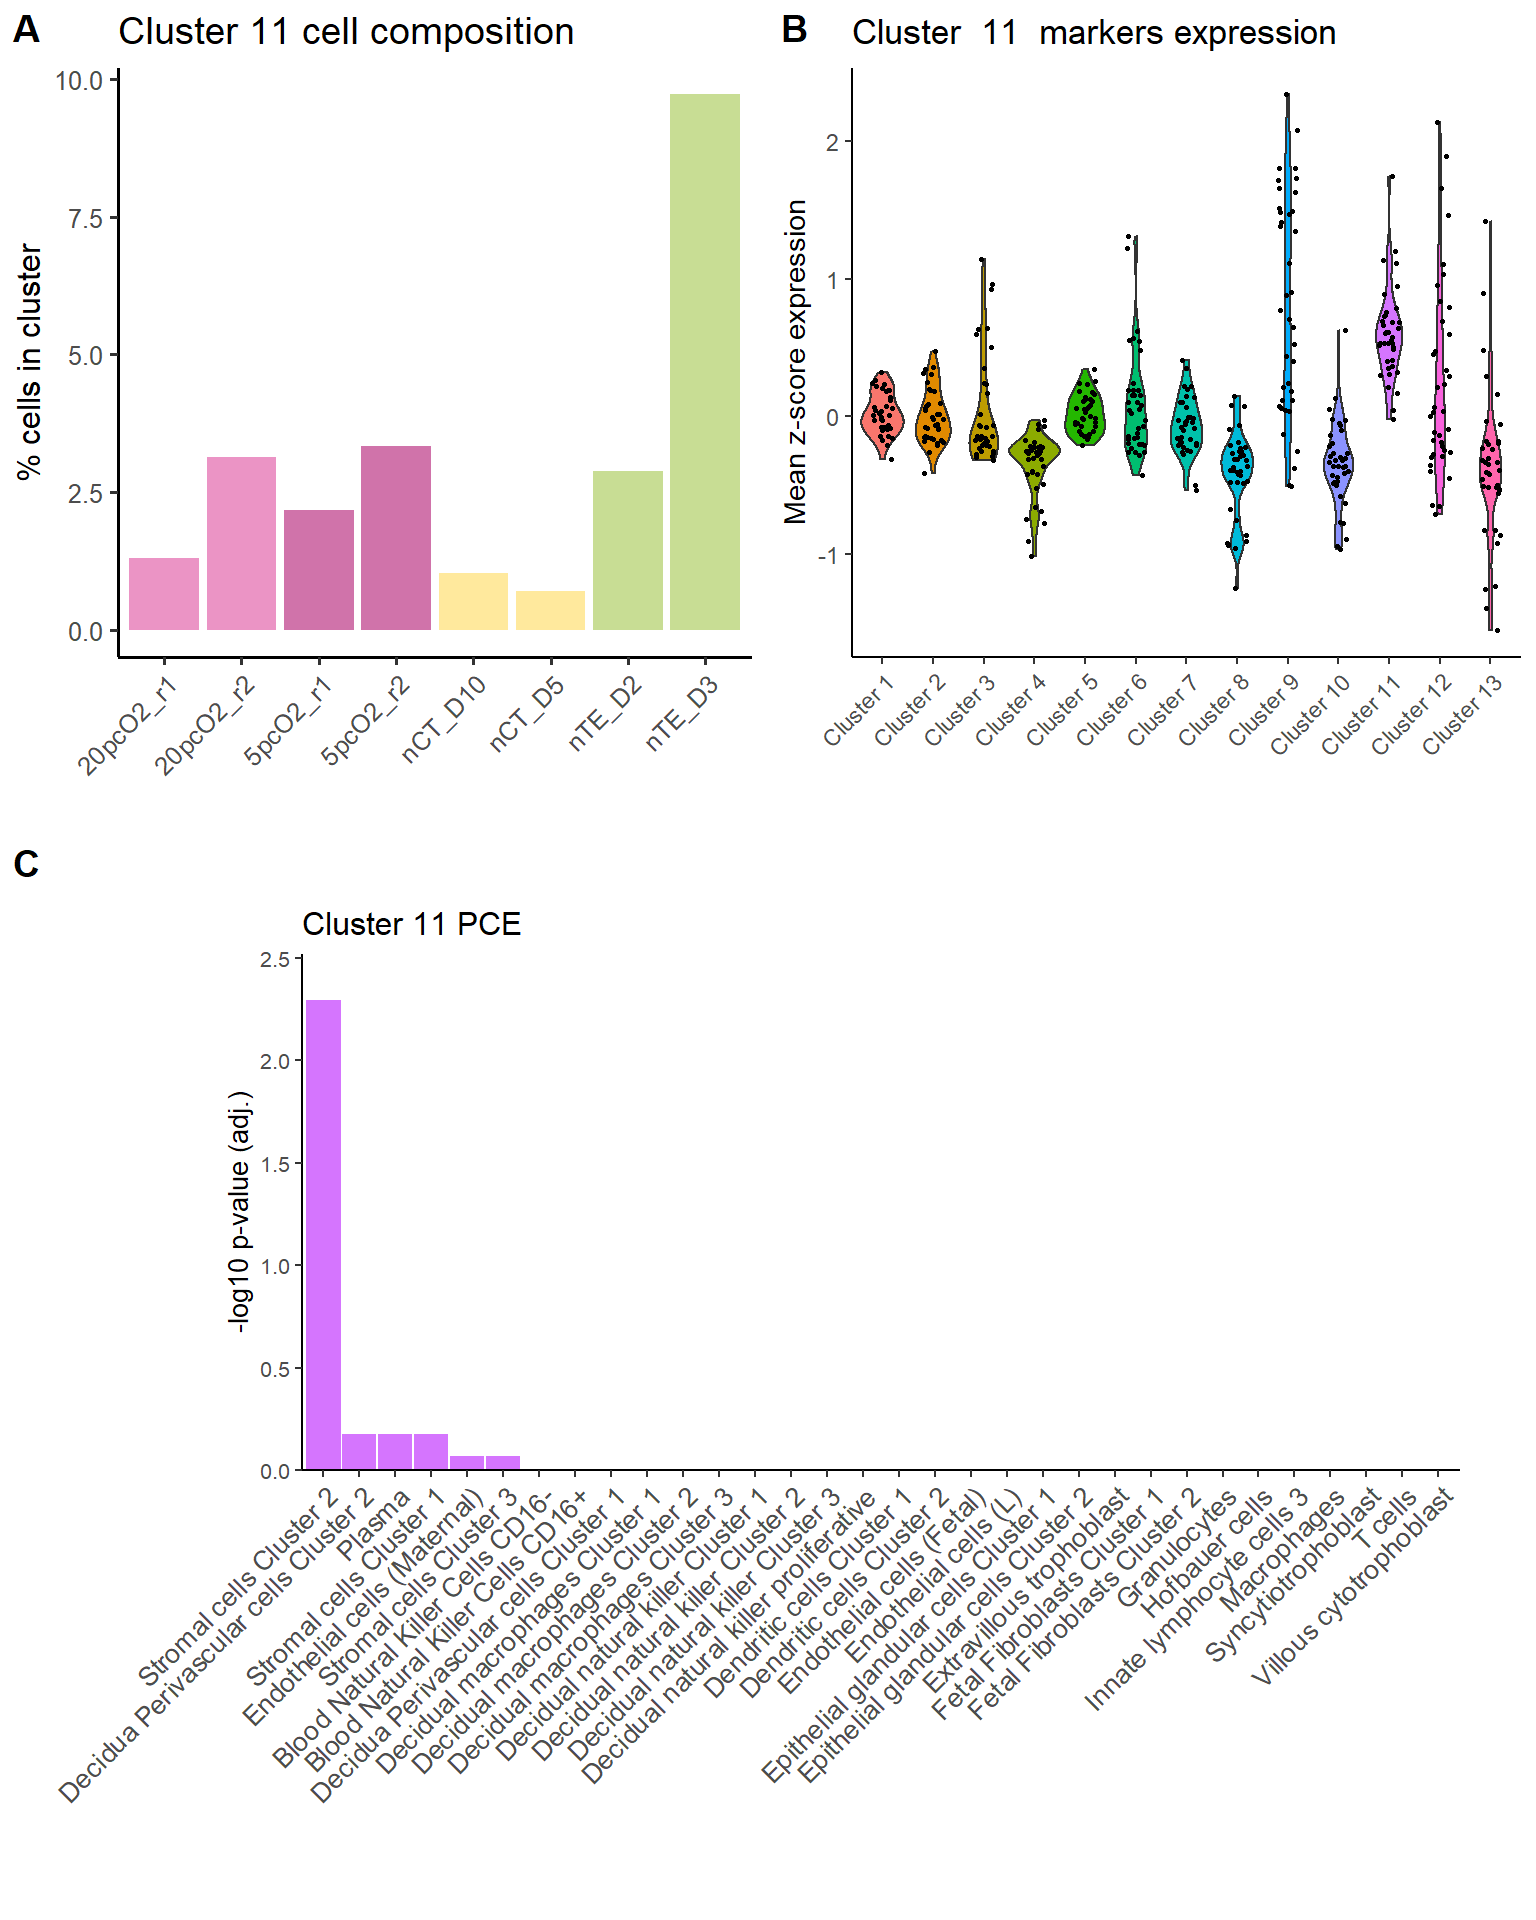 A
Cluster 11 cell composition
% cells in cluster
10.0
7.5
5.0
2.5
0.0
20pcO2_r1
20pcO2_r2
5pcO2_r1
5pcO2_r2
nCT_D10
nCT_D5
nTE_D2
nTE_D3
B
Cluster 11 markers expression
Mean z-score expression
2
1
0
-1
Cluster 1
Cluster 2
Cluster 3
Cluster 4
Cluster 5
Cluster 6
Cluster 7
Cluster 8
Cluster 9
Cluster 10
Cluster 11
Cluster 12
Cluster 13
C
Cluster 11 PCE
-log10 p-value (adj.)
2.5
2.0
1.5
1.0
0.5
0.0
Stromal cells Cluster 2
Decidua Perivascular cells Cluster 2
Plasma
Stromal cells Cluster 1
Endothelial cells (Maternal)
Stromal cells Cluster 3
Blood Natural Killer Cells CD16-
Blood Natural Killer Cells CD16+
Decidua Perivascular cells Cluster 1
Decidual macrophages Cluster 1
Decidual macrophages Cluster 2
Decidual macrophages Cluster 3
Decidual natural killer Cluster 1
Decidual natural killer Cluster 2
Decidual natural killer Cluster 3
Decidual natural killer proliferative
Dendritic cells Cluster 1
Dendritic cells Cluster 2
Endothelial cells (Fetal)
Endothelial cells (L)
Epithelial glandular cells Cluster 1
Epithelial glandular cells Cluster 2
Extravillous trophoblast
Fetal Fibroblasts Cluster 1
Fetal Fibroblasts Cluster 2
Granulocytes
Hofbauer cells
Innate lymphocyte cells 3
Macrophages
Syncytiotrophoblast
T cells
Villous cytotrophoblast